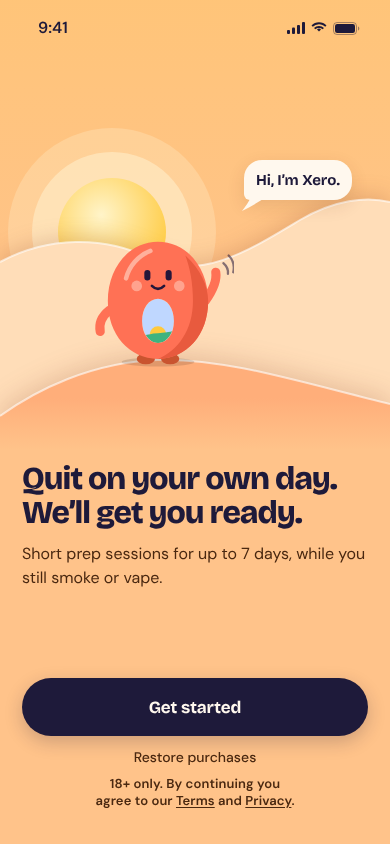 9:41
Hi, I’m Xero.
Quit on your own day.
We’ll get you ready.
Short prep sessions for up to 7 days, while you
still smoke or vape.
Get started
Restore purchases
18+ only. By continuing you
agree to our Terms and Privacy.